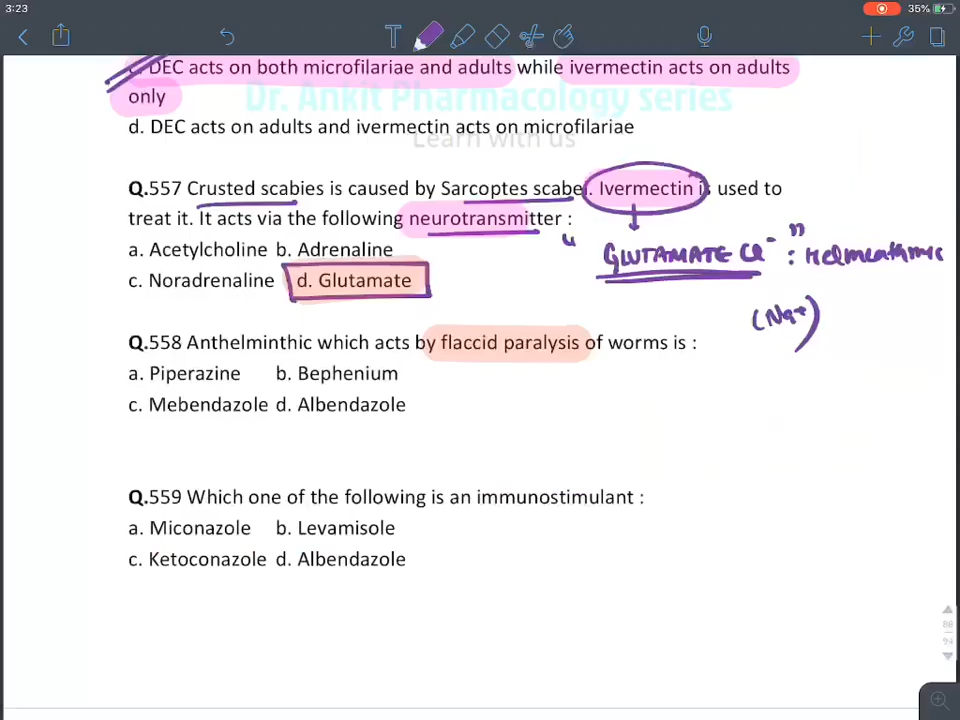 3:23
35%
T
c. DEC acts on both microfilariae and adults while ivermectin acts on adults
only
Dr. Ankit Pharmacology series
d. DEC acts on adults and ivermectin acts on microfilariae
Learn with us
Q.557 Crusted scabies is caused by Sarcoptes scabei. Ivermectin is used to
treat it. It acts via the following neurotransmitter :
a. Acetylcholine b. Adrenaline
"GLUTAMATE Cl-" : Helmenthmic
c. Noradrenaline d. Glutamate
(Na+)
Q.558 Anthelminthic which acts by flaccid paralysis of worms is :
a. Piperazine b. Bephenium
c. Mebendazole d. Albendazole
Q.559 Which one of the following is an immunostimulant :
a. Miconazole b. Levamisole
c. Ketoconazole d. Albendazole
88
94